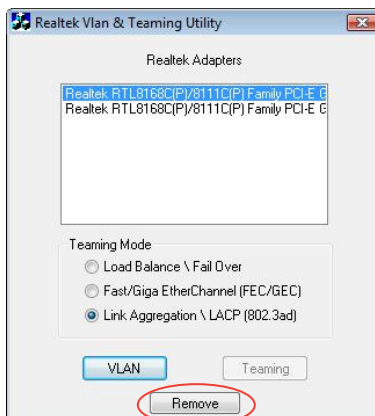 Realtek Vlan & Teaming Utility
Realtek Adapters
Realtek RTL8168C(P)/8111C(P) Family PCI-E G
Realtek RTL8168C(P)/8111C(P) Family PCI-E G
Teaming Mode
Load Balance \ Fail Over
Fast/Giga EtherChannel (FEC/GEC)
Link Aggregation \ LACP (802.3ad)
VLAN Teaming
Remove